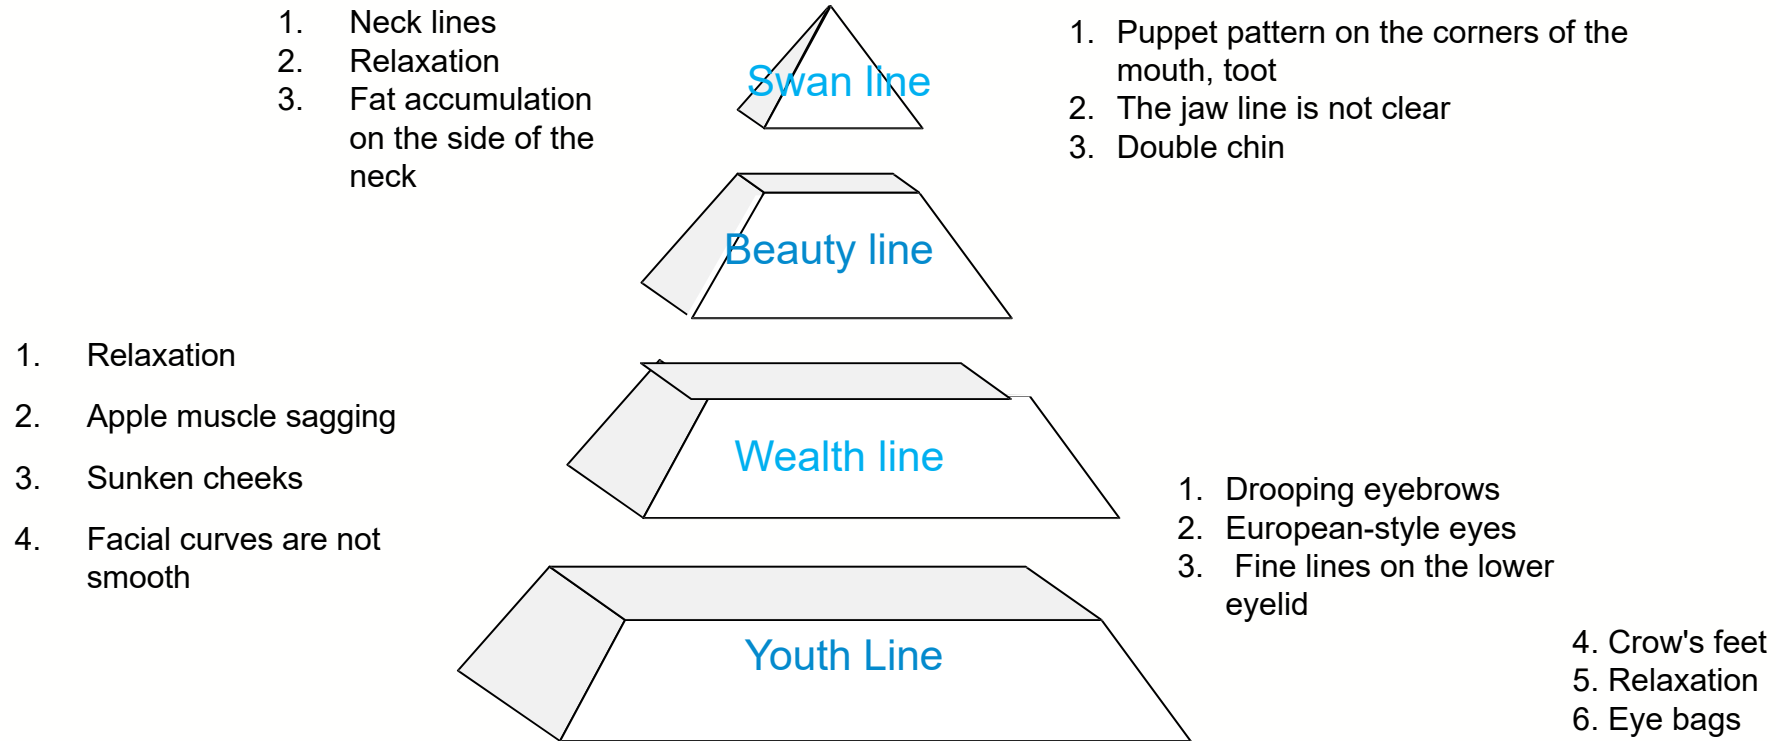 1. Neck lines
2. Relaxation
3. Fat accumulation
on the side of the
neck
Swan line
1. Puppet pattern on the corners of the
mouth, toot
2. The jaw line is not clear
3. Double chin
Beauty line
1. Relaxation
2. Apple muscle sagging
3. Sunken cheeks
4. Facial curves are not
smooth
Wealth line
1. Drooping eyebrows
2. European-style eyes
3. Fine lines on the lower
eyelid
Youth Line
4. Crow's feet
5. Relaxation
6. Eye bags